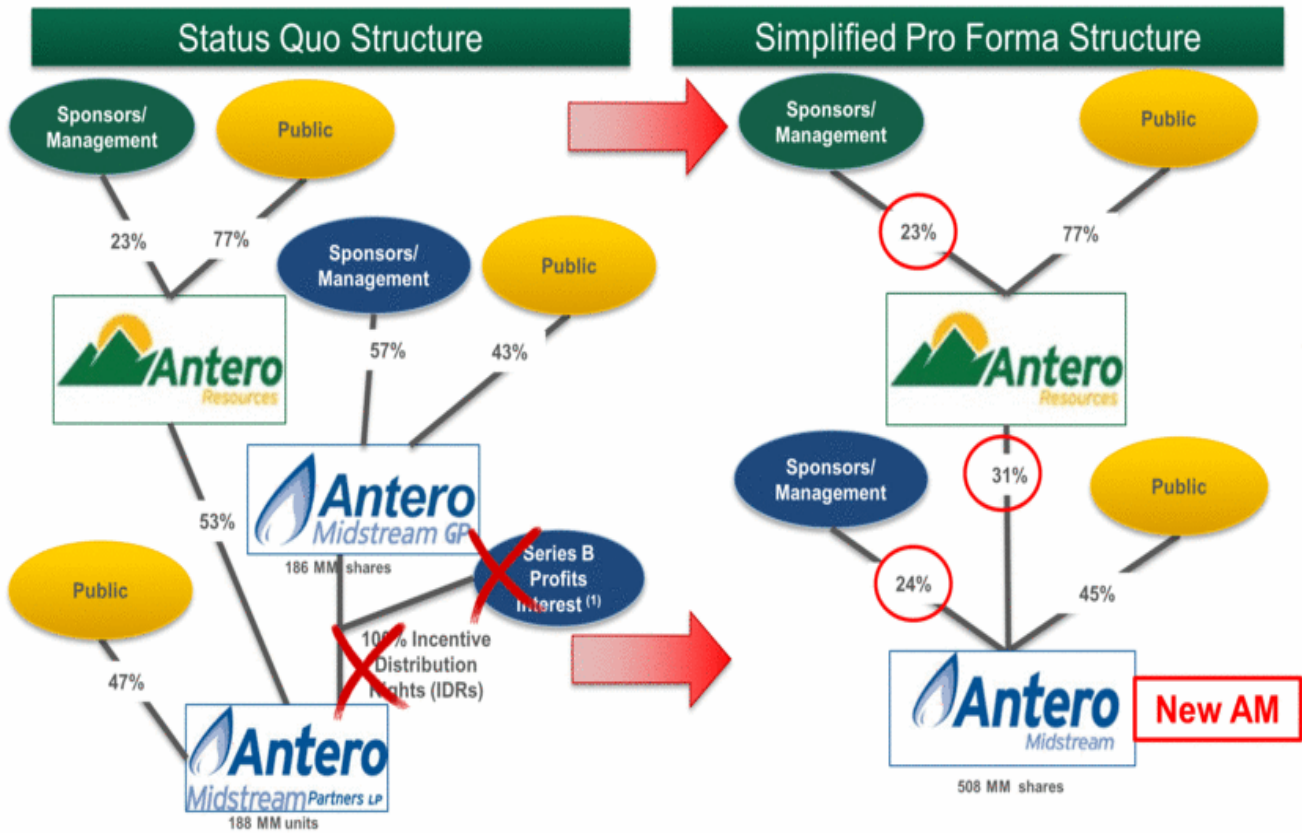 Status Quo Structure
Simplified Pro Forma Structure
Sponsors/
Management
Public
23%
77%
Sponsors/
Management
Public
57%
43%
Antero
Resources
Antero
Midstream GP
186 MM shares
53%
Series B
Profits
Interest (1)
100% Incentive
Distribution
Rights (IDRs)
Public
47%
Antero
Midstream Partners LP
188 MM units
Sponsors/
Management
Public
23%
77%
Antero
Resources
Sponsors/
Management
31%
Public
24%
45%
Antero
Midstream
New AM
508 MM shares